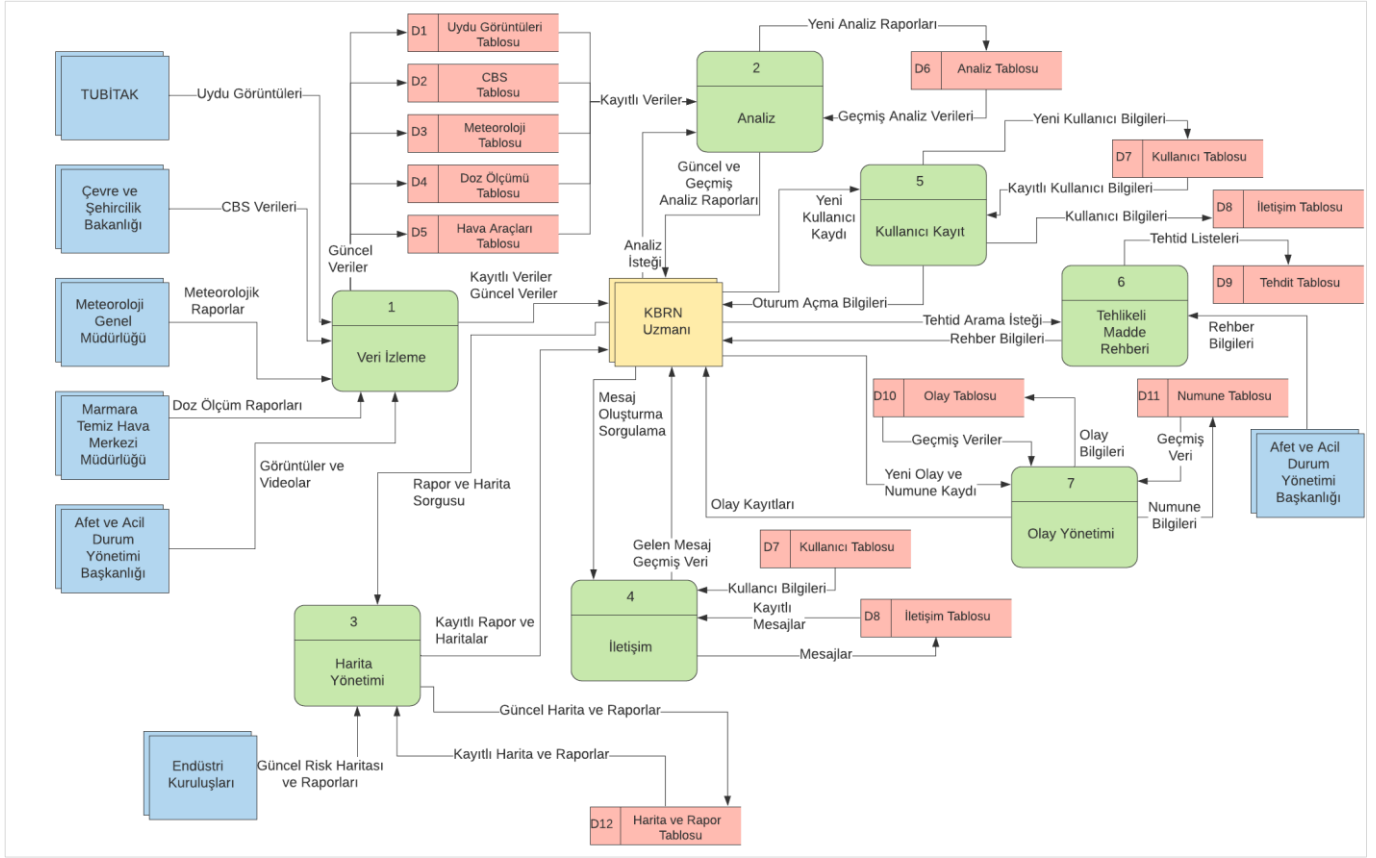 TUBİTAK
Uydu Görüntüleri
Çevre ve
Şehircilik
Bakanlığı
CBS Verileri
Meteoroloji
Genel
Müdürlüğü
Meteorolojik
Raporlar
Marmara
Temiz Hava
Merkezi
Müdürlüğü
Doz Ölçüm Raporları
Afet ve Acil
Durum
Yönetimi
Başkanlığı
Görüntüler ve
Videolar
D1
Uydu Görüntüleri
Tablosu
D2
CBS
Tablosu
D3
Meteoroloji
Tablosu
D4
Doz Ölçümü
Tablosu
D5
Hava Araçları
Tablosu
Güncel
Veriler
Kayıtlı Veriler
1
Veri İzleme
Kayıtlı Veriler
Güncel Veriler
2
Analiz
Yeni Analiz Raporları
D6
Analiz Tablosu
Geçmiş Analiz Verileri
Güncel ve
Geçmiş
Analiz Raporları
Analiz
İsteği
KBRN
Uzmanı
5
Kullanıcı Kayıt
Yeni
Kullanıcı
Kaydı
Yeni Kullanıcı Bilgileri
D7
Kullanıcı Tablosu
Kayıtlı Kullanıcı Bilgileri
Kullanıcı Bilgileri
D8
İletişim Tablosu
Oturum Açma Bilgileri
6
Tehlikeli
Madde
Rehberi
Tehtid Listeleri
D9
Tehdit Tablosu
Tehtid Arama İsteği
Rehber Bilgileri
Rehber
Bilgileri
Afet ve Acil
Durum
Yönetimi
Başkanlığı
D10
Olay Tablosu
Geçmiş Veriler
Olay
Bilgileri
D11
Numune Tablosu
Geçmiş
Veri
Numune
Bilgileri
7
Olay Yönetimi
Yeni Olay ve
Numune Kaydı
Olay Kayıtları
Mesaj
Oluşturma
Sorgulama
Gelen Mesaj
Geçmiş Veri
4
İletişim
D7
Kullanıcı Tablosu
Kullancı Bilgileri
Kayıtlı
Mesajlar
D8
İletişim Tablosu
Mesajlar
Rapor ve Harita
Sorgusu
3
Harita
Yönetimi
Kayıtlı Rapor ve
Haritalar
Güncel Harita ve Raporlar
Kayıtlı Harita ve Raporlar
Endüstri
Kuruluşları
Güncel Risk Haritası
ve Raporları
D12
Harita ve Rapor
Tablosu